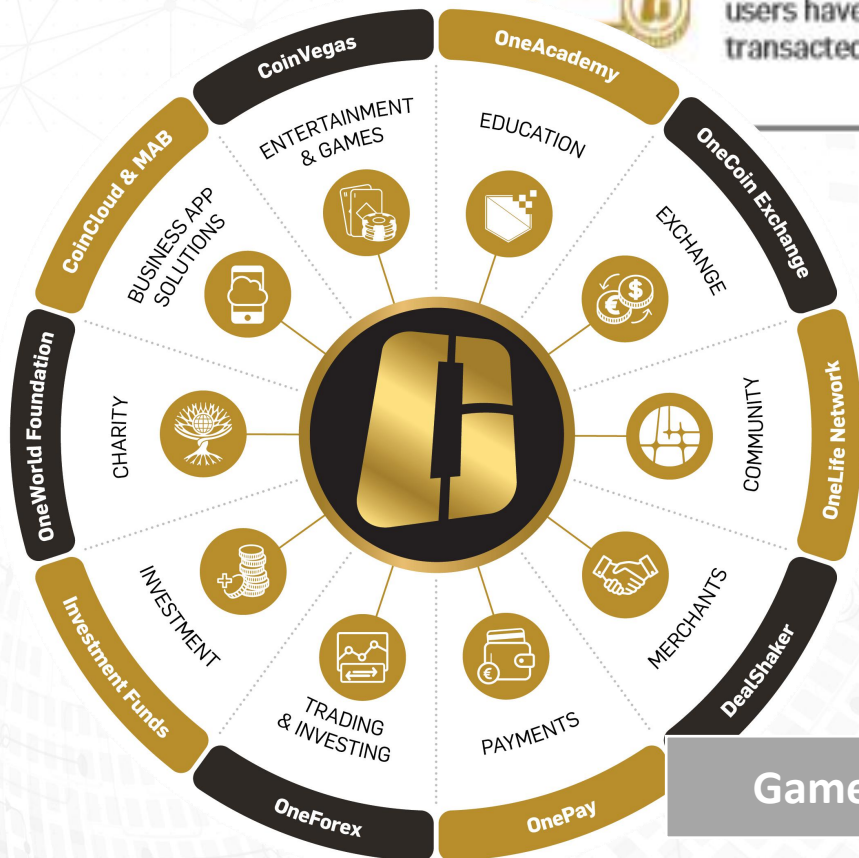 users have
transacted
CoinVegas
ENTERTAINMENT
& GAMES
OneAcademy
EDUCATION
OneCoin Exchange
EXCHANGE
OneLife Network
COMMUNITY
DealShaker
MERCHANTS
OnePay
PAYMENTS
OneForex
TRADING
& INVESTING
Investment Funds
INVESTMENT
OneWorld Foundation
CHARITY
CoinCloud & MAB
BUSINESS APP
SOLUTIONS
Game